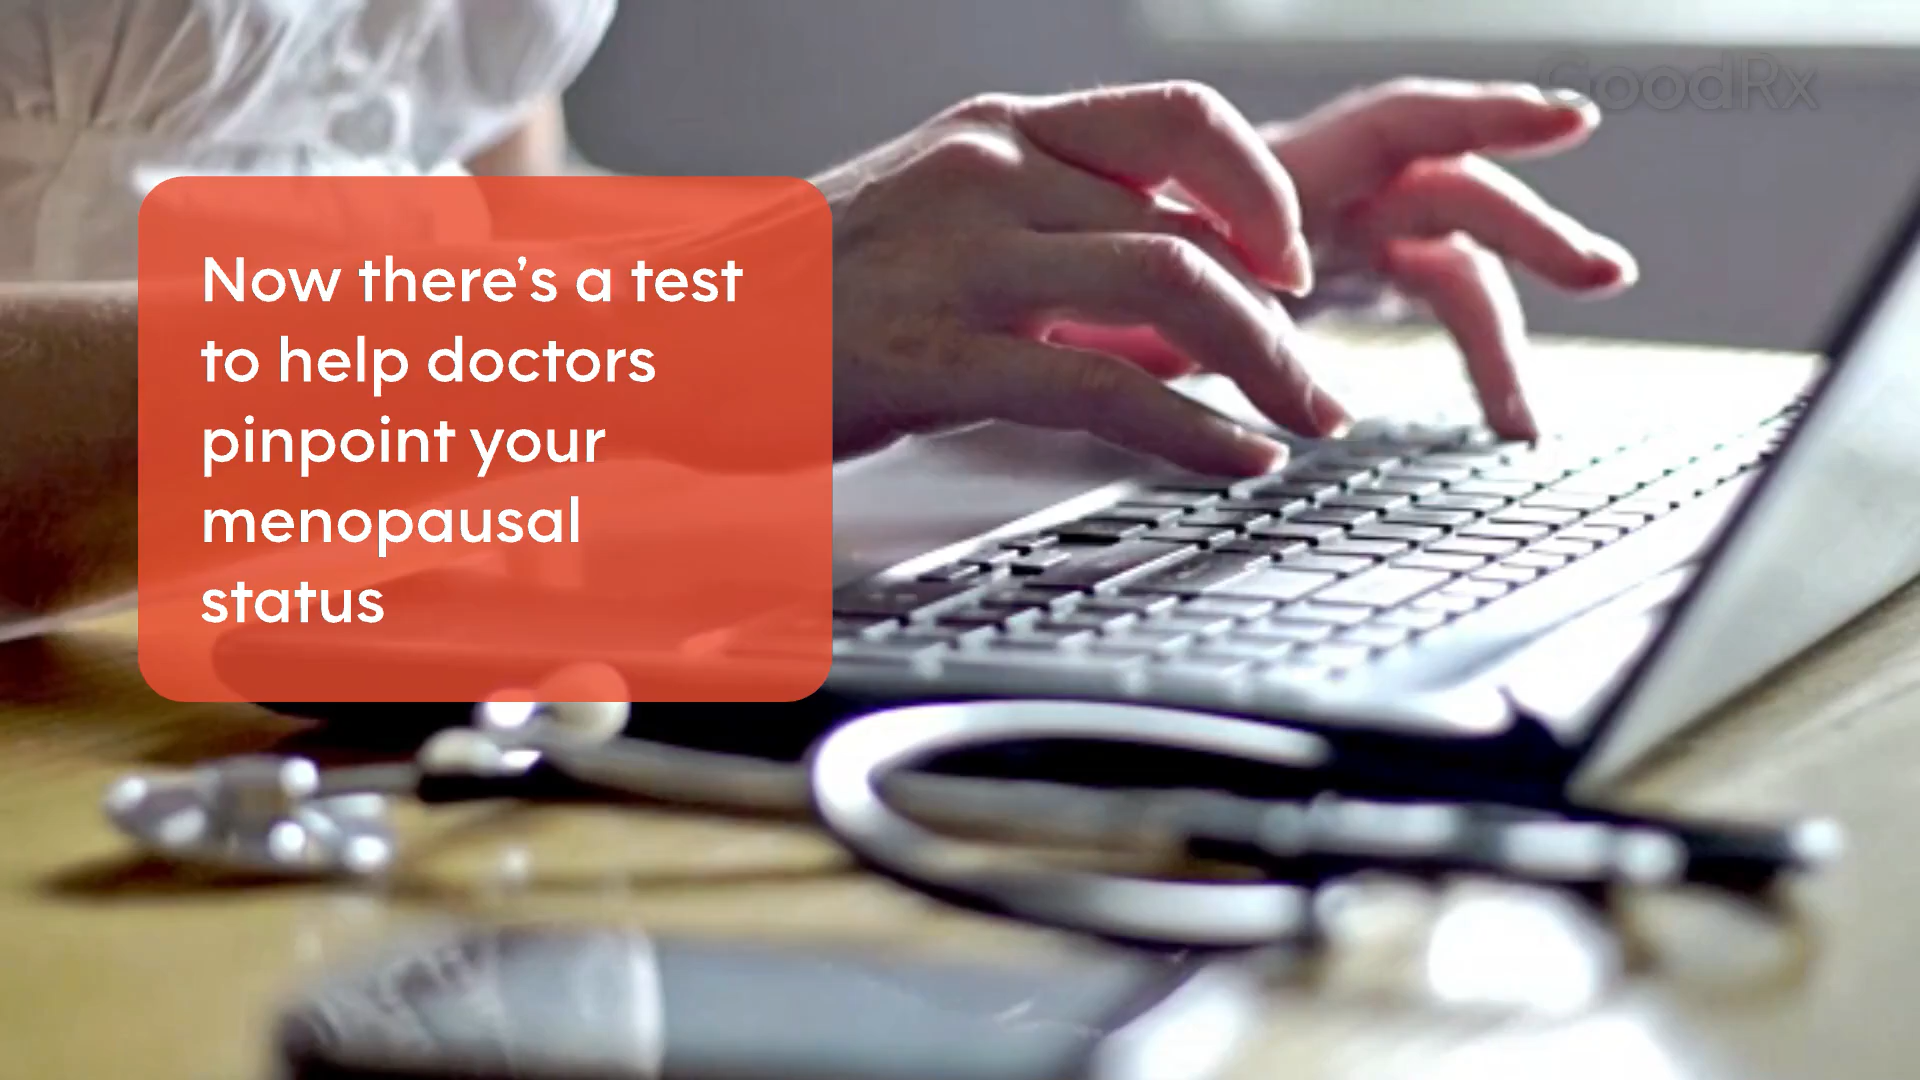 GoodRx
Now there's a test
to help doctors
pinpoint your
menopausal
status